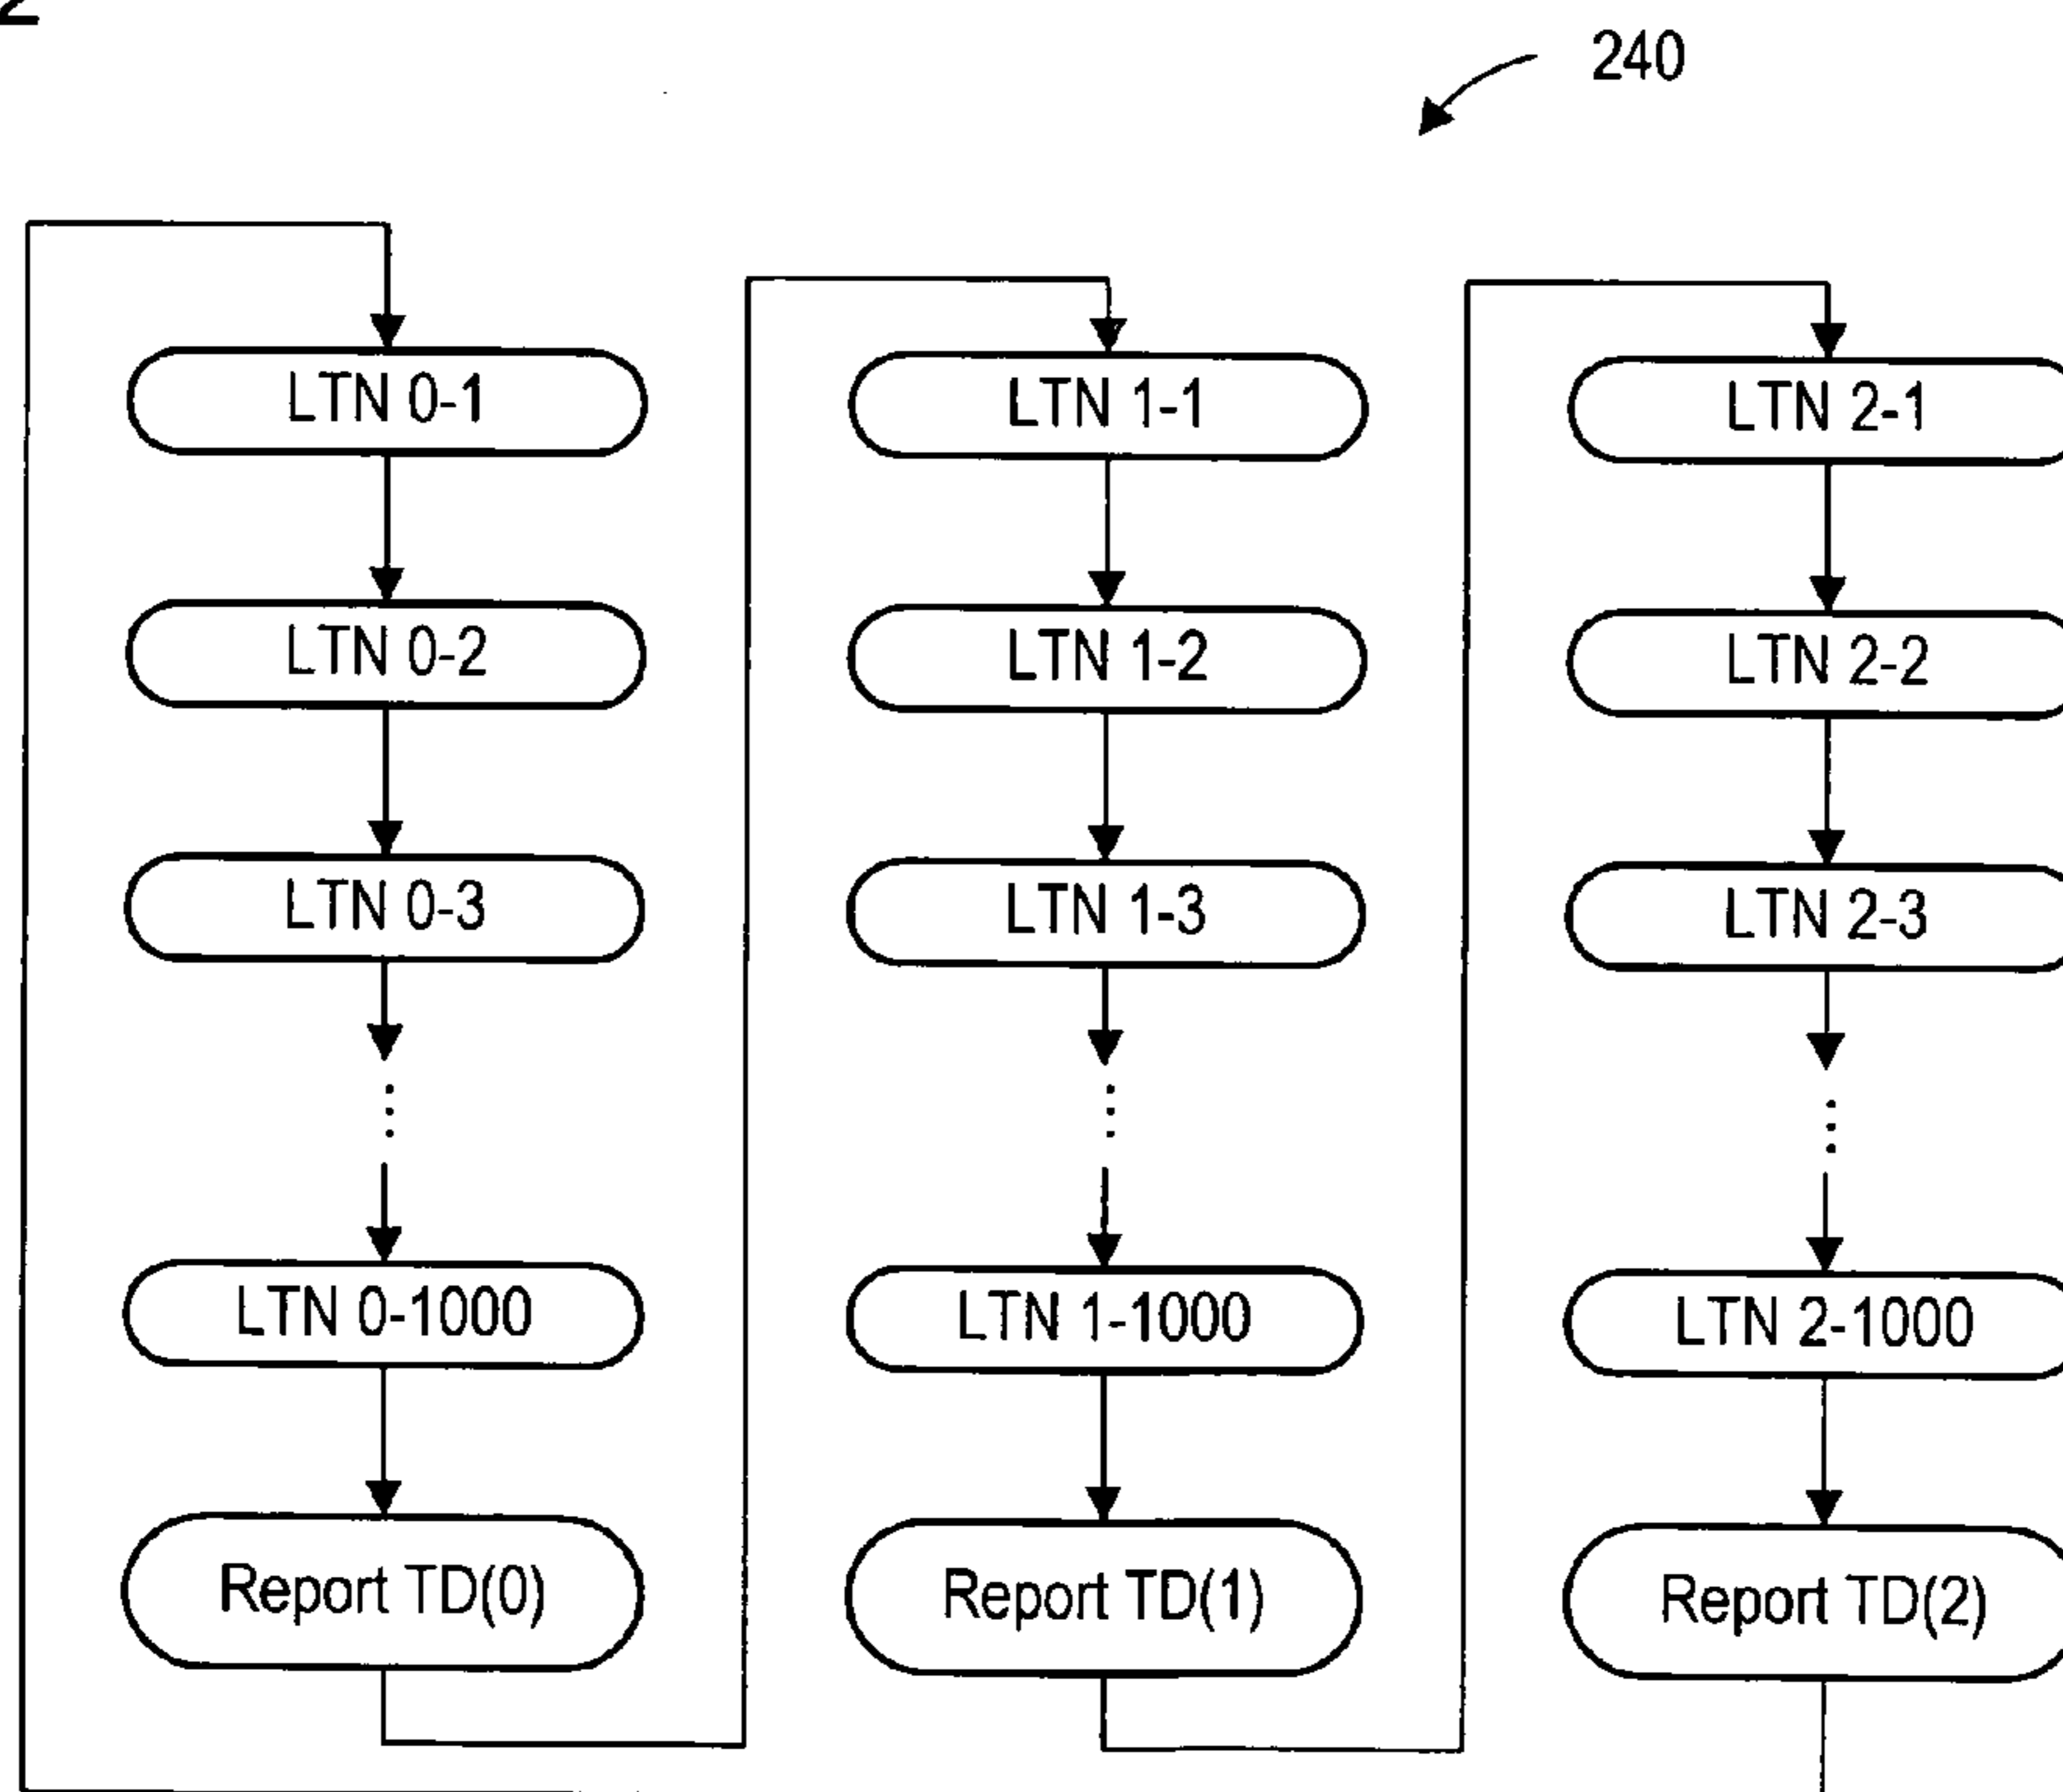 2
240
LTN 0-1
LTN 0-2
LTN 0-3
LTN 0-1000
Report TD(0)
LTN 1-1
LTN 1-2
LTN 1-3
LTN 1-1000
Report TD(1)
LTN 2-1
LTN 2-2
LTN 2-3
LTN 2-1000
Report TD(2)